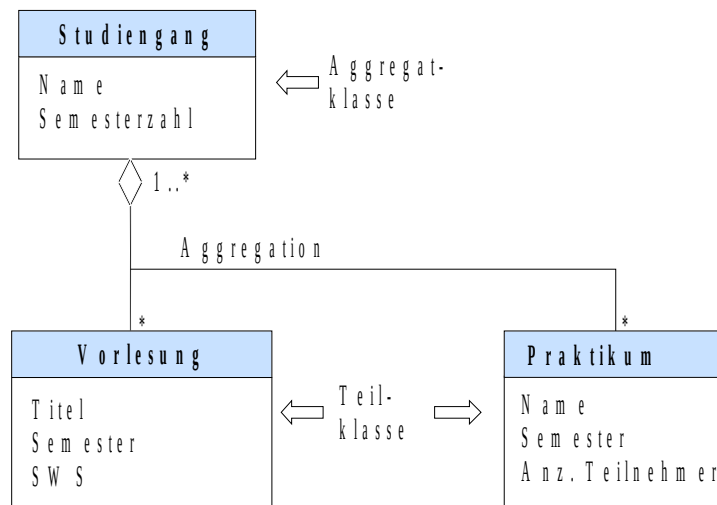 Studiengang
Name
Semesterzahl
Aggregat-
klasse
1..*
Aggregation
*
*
Vorlesung
Titel
Semester
SWS
Teil-
klasse
Praktikum
Name
Semester
Anz.Teilnehmer